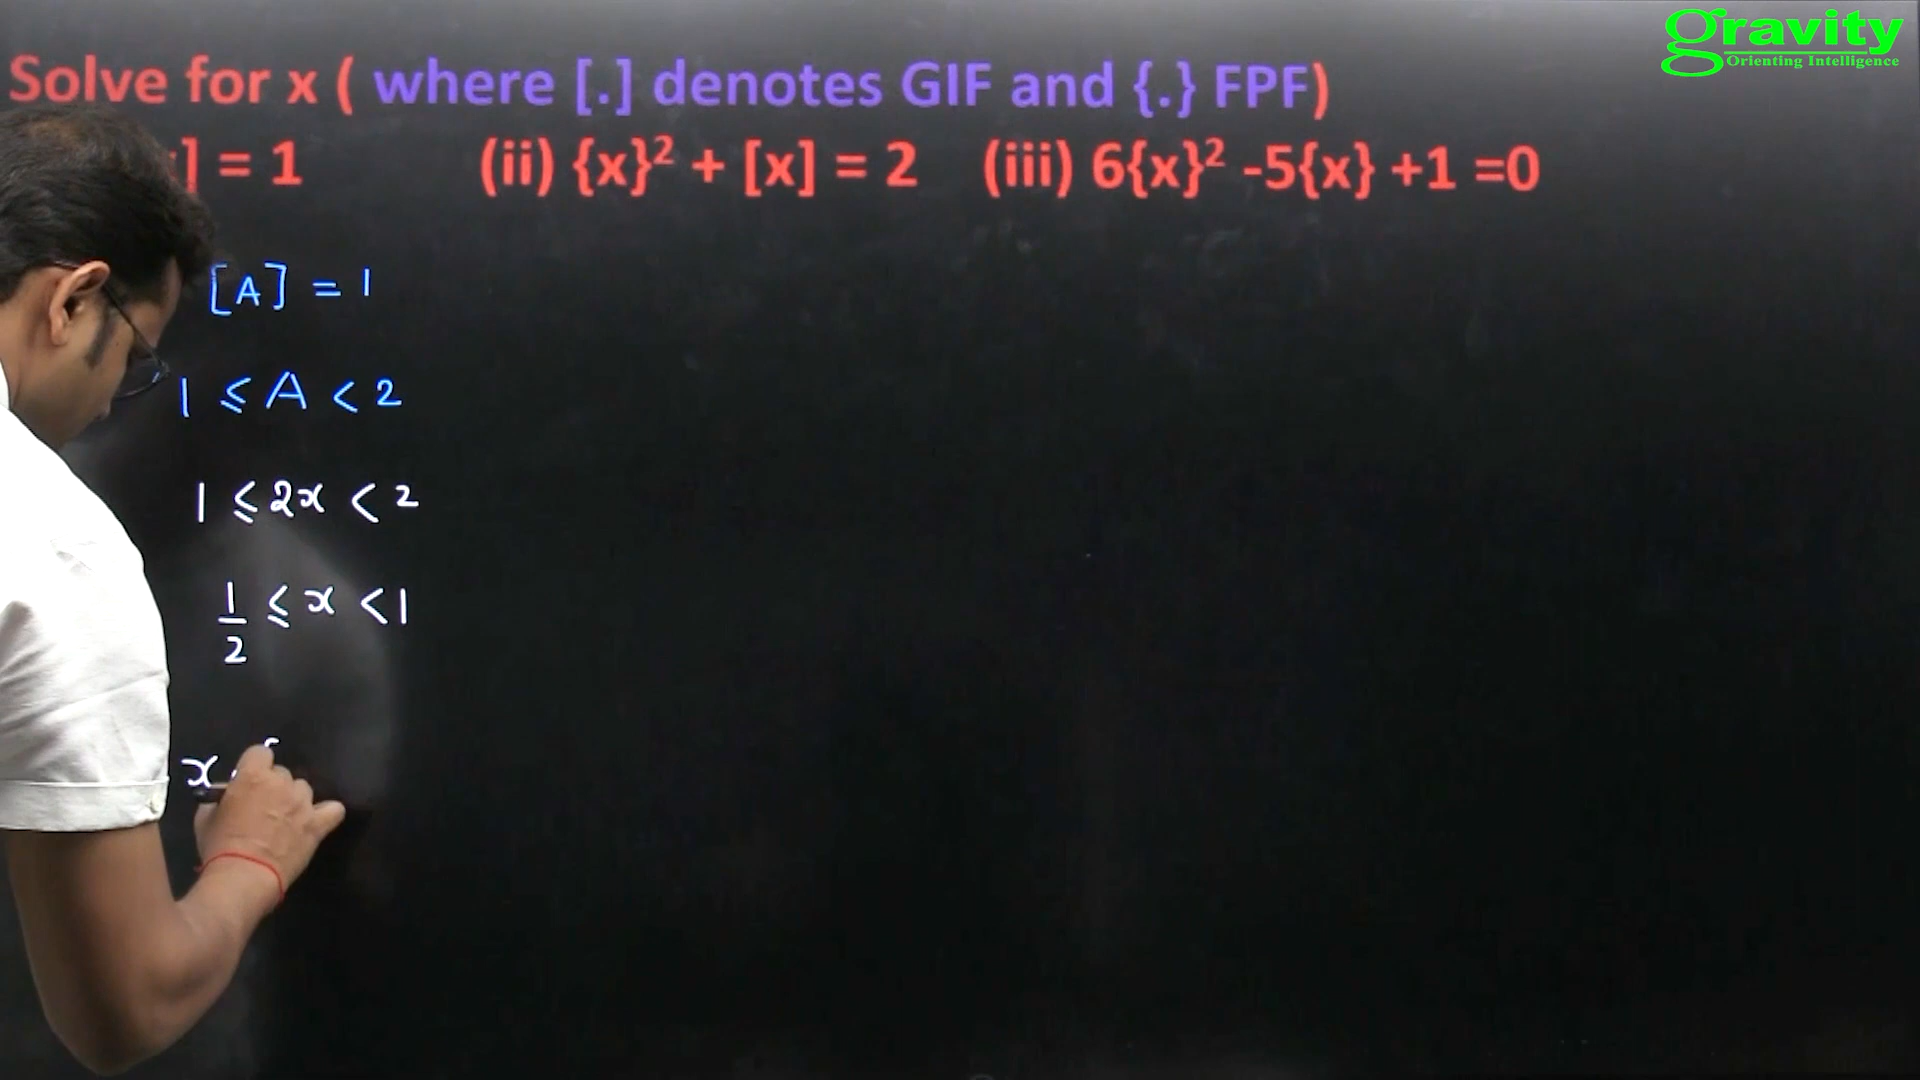 gravity
Orienting Intelligence
Solve for x ( where [.] denotes GIF and {.} FPF)
] = 1 (ii) {x}² + [x] = 2 (iii) 6{x}² -5{x} +1 =0
[A] = 1
1 ≤ A < 2
1 ≤ 2x < 2
1/2 ≤ x < 1
x